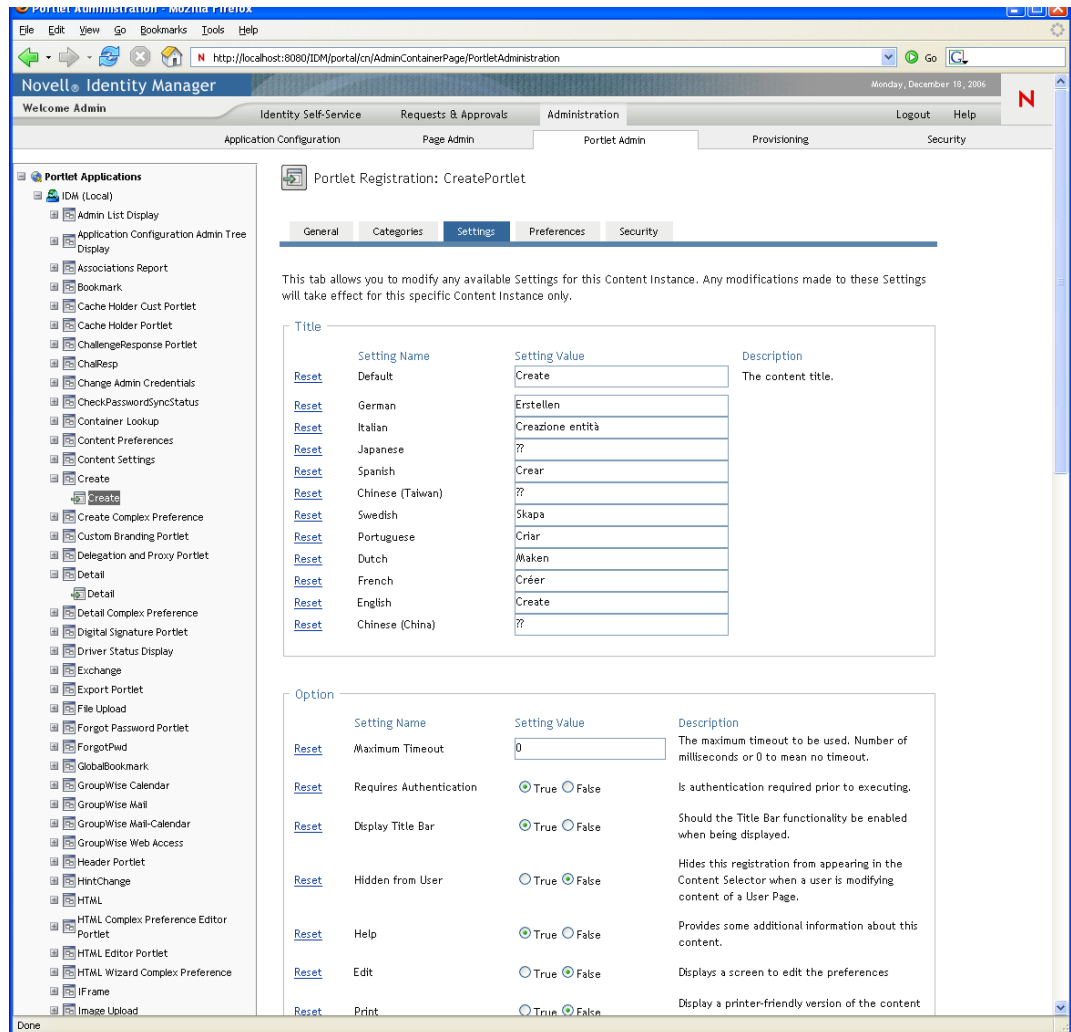 Portlet Administration - Mozilla Firefox
File Edit View Go Bookmarks Tools Help
N http://localhost:8080/IDM/portal/cn/AdminContainerPage/PortletAdministration Go G
Novell® Identity Manager Monday, December 18, 2006
N
Welcome Admin Identity Self-Service Requests & Approvals Administration Logout Help
Application Configuration Page Admin Portlet Admin Provisioning Security
Portlet Applications
IDM (Local)
Admin List Display
Application Configuration Admin Tree
Display
Associations Report
Bookmark
Cache Holder Cust Portlet
Cache Holder Portlet
ChallengeResponse Portlet
ChalResp
Change Admin Credentials
CheckPasswordSyncStatus
Container Lookup
Content Preferences
Content Settings
Create
Create
Create Complex Preference
Custom Branding Portlet
Delegation and Proxy Portlet
Detail
Detail
Detail Complex Preference
Digital Signature Portlet
Driver Status Display
Exchange
Export Portlet
File Upload
Forgot Password Portlet
ForgotPwd
GlobalBookmark
GroupWise Calendar
GroupWise Mail
GroupWise Mail-Calendar
GroupWise Web Access
Header Portlet
HintChange
HTML
HTML Complex Preference Editor
Portlet
HTML Editor Portlet
HTML Wizard Complex Preference
IFrame
Image Upload
Portlet Registration: CreatePortlet
General Categories Settings Preferences Security
This tab allows you to modify any available Settings for this Content Instance. Any modifications made to these Settings
will take effect for this specific Content Instance only.
Title
Setting Name Setting Value Description
Reset Default Create The content title.
Reset German Erstellen
Reset Italian Creazione entità
Reset Japanese ??
Reset Spanish Crear
Reset Chinese (Taiwan) ??
Reset Swedish Skapa
Reset Portuguese Criar
Reset Dutch Maken
Reset French Créer
Reset English Create
Reset Chinese (China) ??
Option
Setting Name Setting Value Description
Reset Maximum Timeout 0 The maximum timeout to be used. Number of
milliseconds or 0 to mean no timeout.
Reset Requires Authentication True False Is authentication required prior to executing.
Reset Display Title Bar True False Should the Title Bar functionality be enabled
when being displayed.
Reset Hidden from User True False Hides this registration from appearing in the
Content Selector when a user is modifying
content of a User Page.
Reset Help True False Provides some additional information about this
content.
Reset Edit True False Displays a screen to edit the preferences
Reset Print True False Display a printer-friendly version of the content
Done